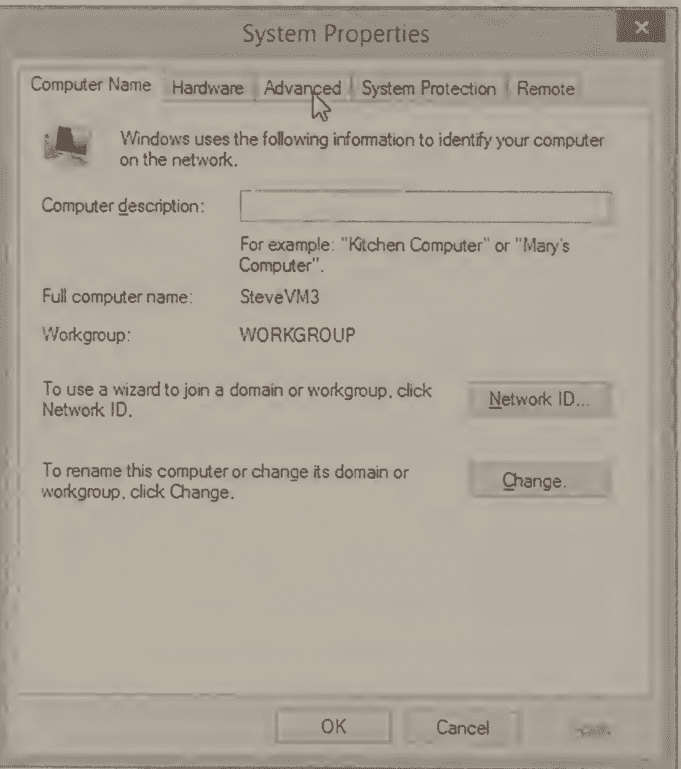 System Properties
Computer Name Hardware Advanced System Protection Remote
Windows uses the following information to identify your computer
on the network.
Computer description:
For example: "Kitchen Computer" or "Mary's
Computer".
Full computer name: SteveVM3
Workgroup: WORKGROUP
To use a wizard to join a domain or workgroup, click
Network ID.
Network ID...
To rename this computer or change its domain or
workgroup, click Change.
Change.
OK Cancel